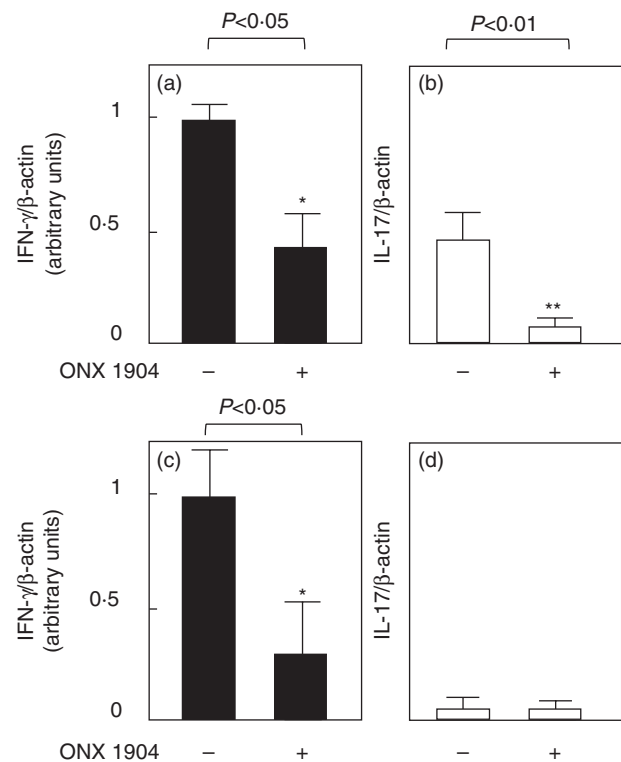 P<0·05
P<0·01
(a)
(b)
IFN-γ/β-actin
(arbitrary units)
1
0·5
0
IL-17/β-actin
*
**
ONX 1904 – + – +
P<0·05
(c)
(d)
IFN-γ/β-actin
(arbitrary units)
1
0·5
0
IL-17/β-actin
*
ONX 1904 – + – +